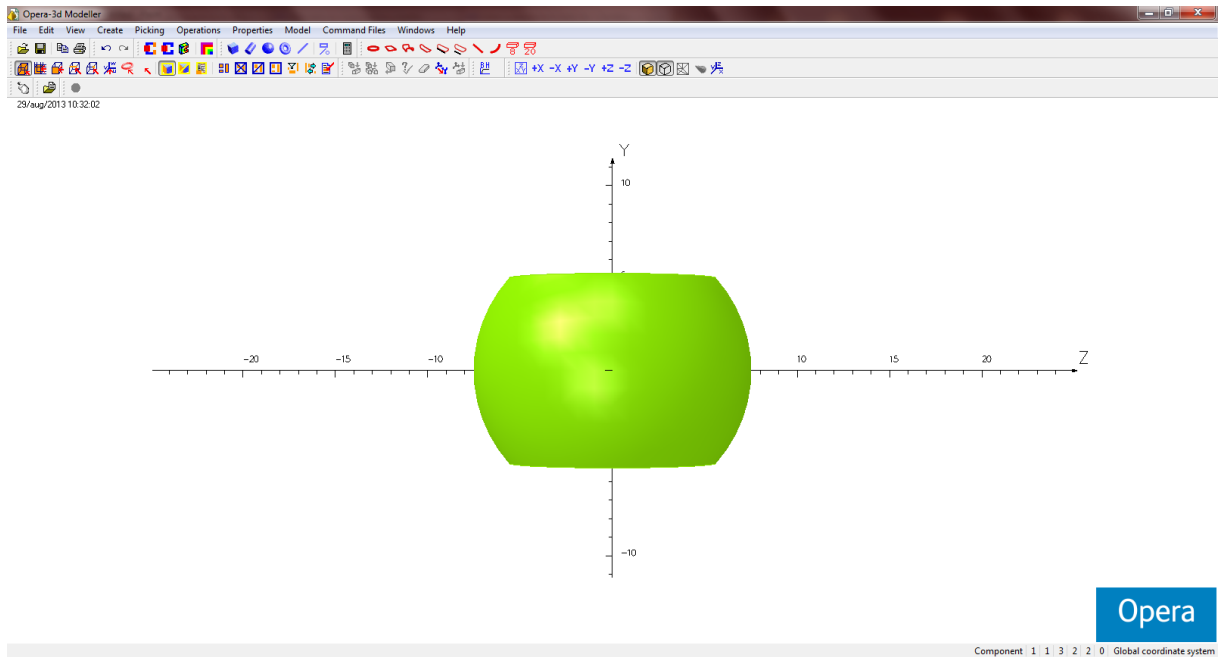 Opera-3d Modeller
File Edit View Create Picking Operations Properties Model Command Files Windows Help
+X -X +Y -Y +Z -Z
29/aug/2013 10:32:02
Y
10
-20 -15 -10 10 15 20 Z
-10
Opera
Component 1 1 3 2 2 0 Global coordinate system